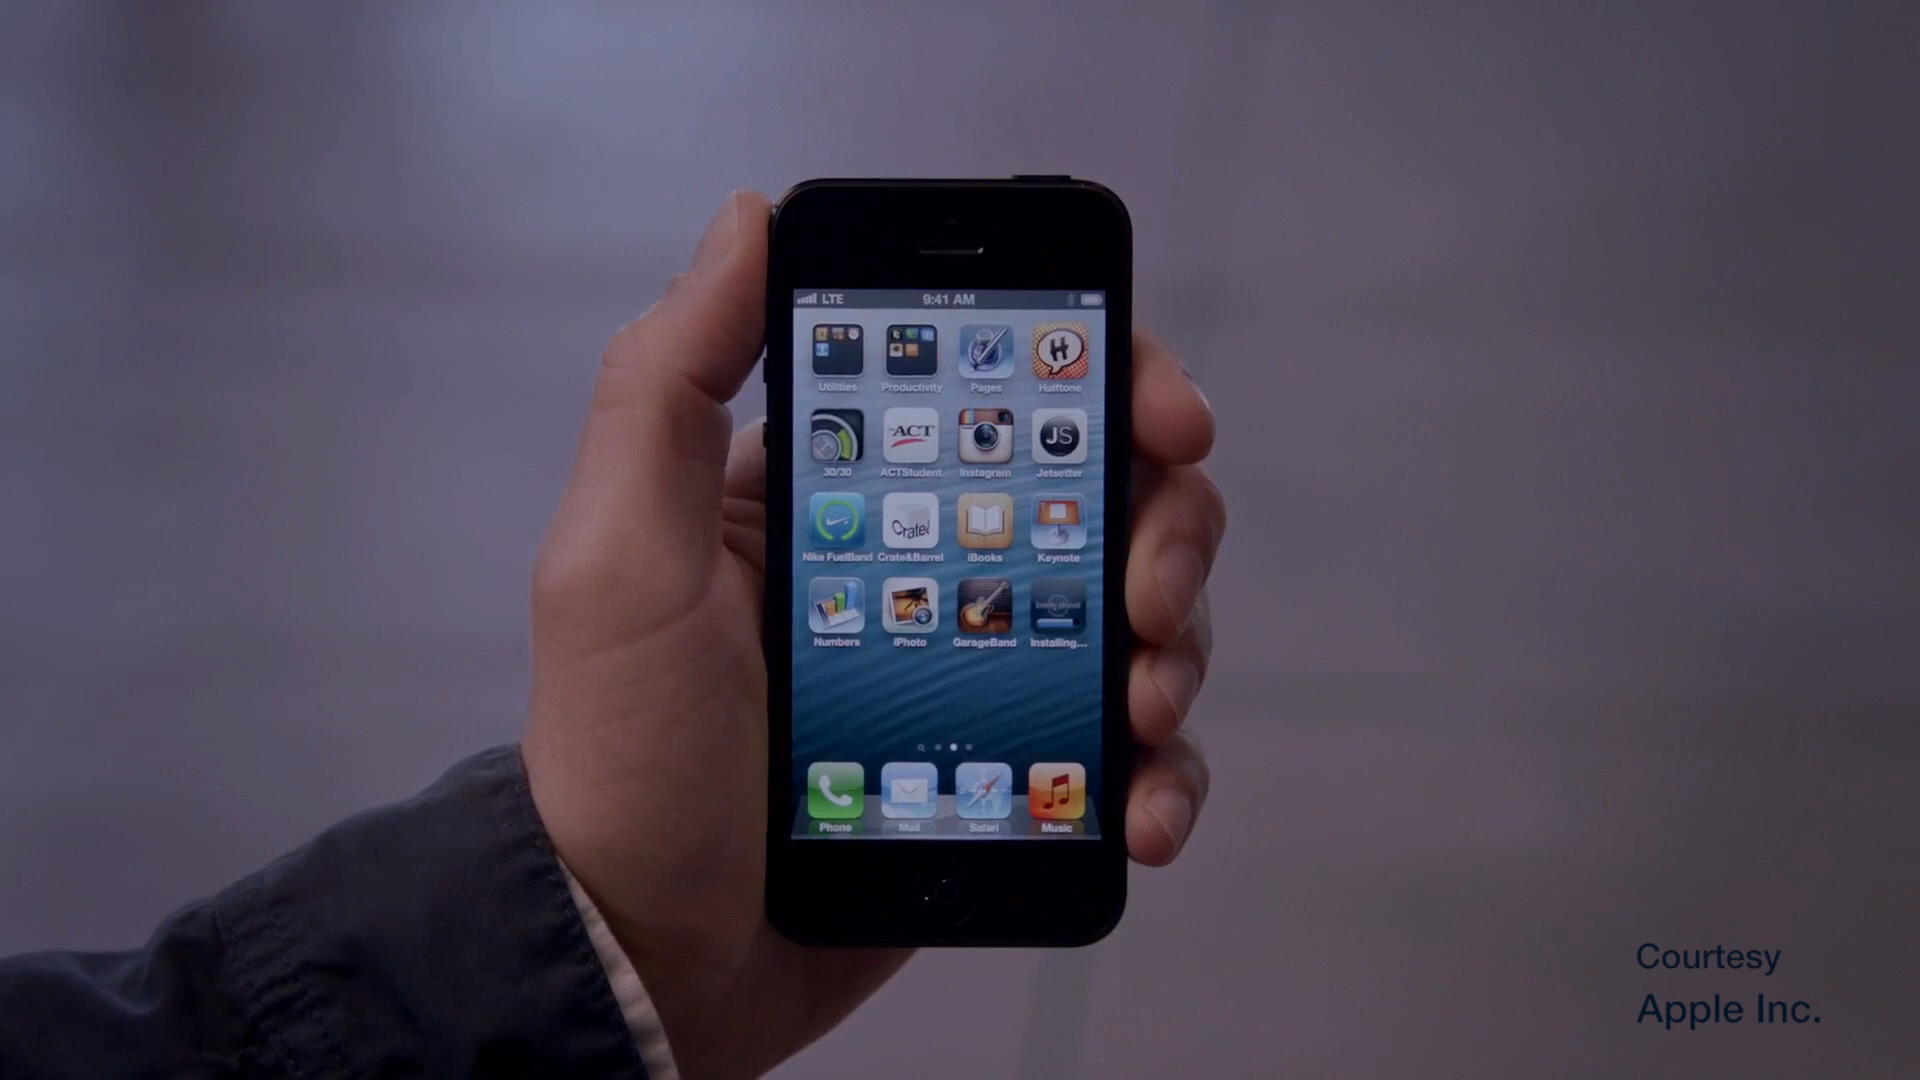 LTE 9:41 AM
Utilities Productivity Pages Halftone
H
ACT JS
30/30 ACTStudent Instagram Jetsetter
Crate
Nike FuelBand Crate&Barrel iBooks Keynote
Numbers iPhoto GarageBand Installing...
Phone Mail Safari Music
Courtesy
Apple Inc.